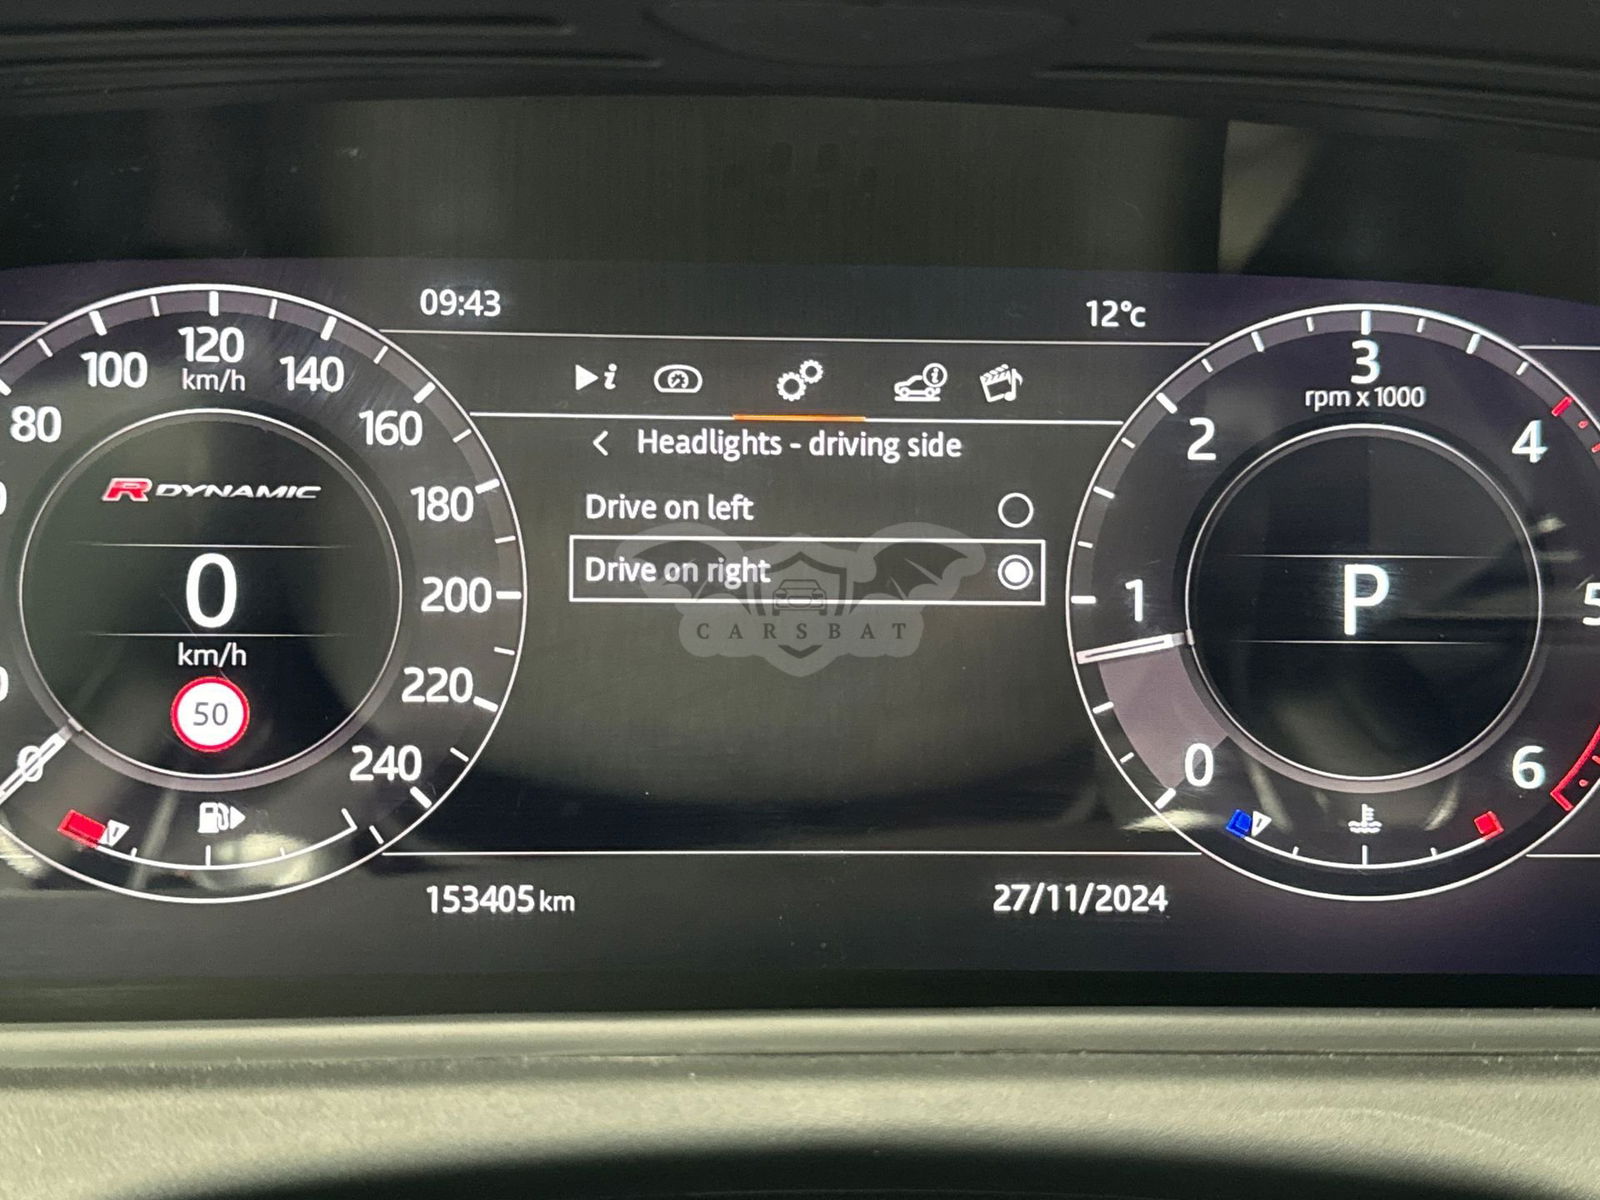 09:43
12°c
80
100
120
km/h
140
160
180
200
220
240
0
R DYNAMIC
0
km/h
50
i
Headlights - driving side
Drive on left
Drive on right
CARSBAT
3
rpm x 1000
2
4
1
5
0
6
P
153405 km
27/11/2024